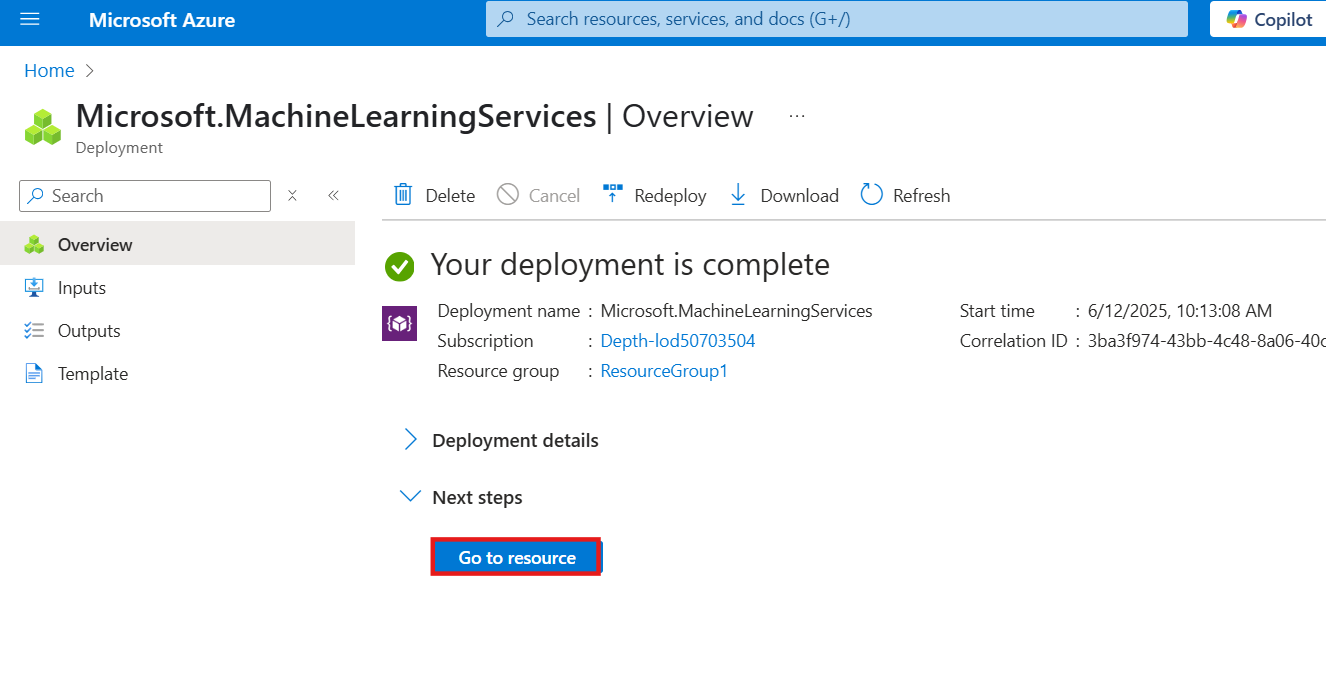 Microsoft Azure
Search resources, services, and docs (G+/)
Copilot
Home
Microsoft.MachineLearningServices | Overview ...
Deployment
Search
Delete Cancel Redeploy Download Refresh
Overview
Inputs
Outputs
Template
Your deployment is complete
Deployment name : Microsoft.MachineLearningServices
Subscription : Depth-lod50703504
Resource group : ResourceGroup1
Start time : 6/12/2025, 10:13:08 AM
Correlation ID : 3ba3f974-43bb-4c48-8a06-40c
Deployment details
Next steps
Go to resource